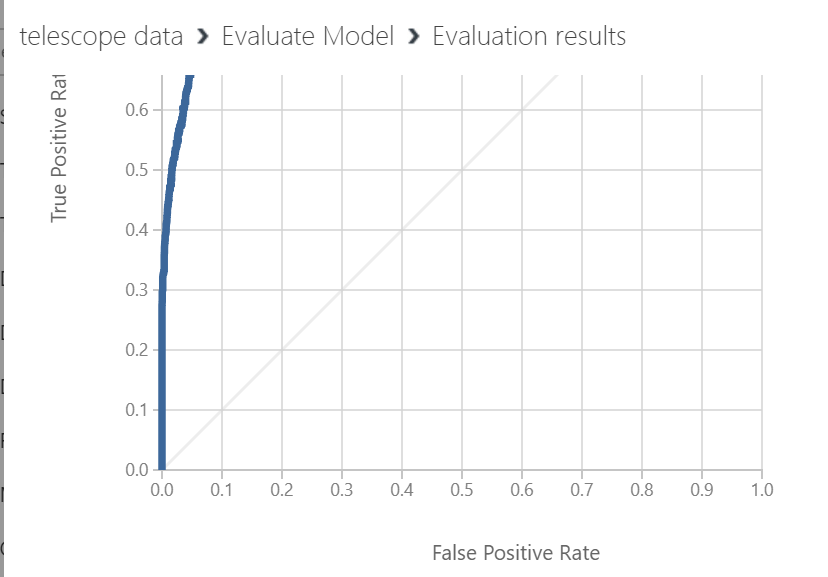 telescope data ❯ Evaluate Model ❯ Evaluation results
True Positive
0.6
0.5
0.4
0.3
0.2
0.1
0.0
0.0 0.1 0.2 0.3 0.4 0.5 0.6 0.7 0.8 0.9 1.0
False Positive Rate